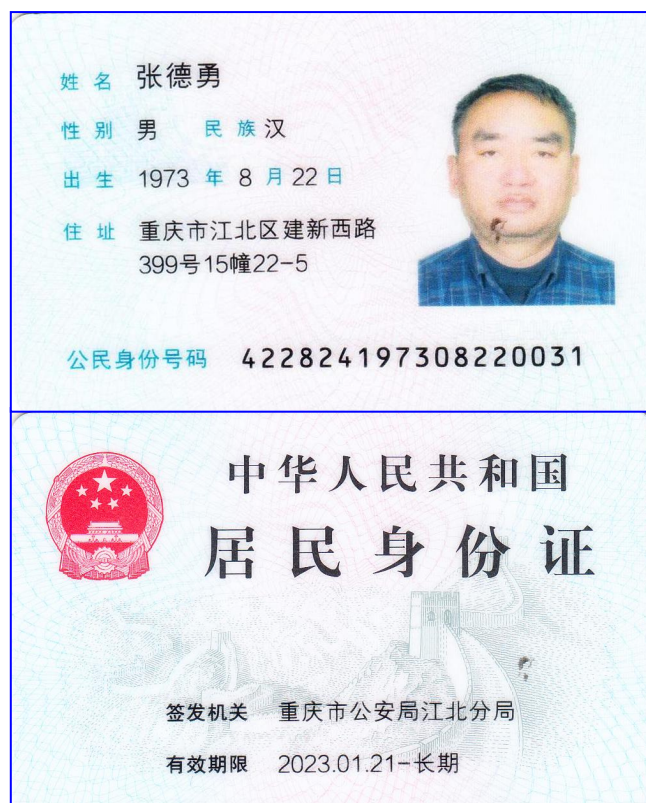 姓名 张德勇
性别 男 民族 汉
出生 1973 年 8 月 22 日
住址 重庆市江北区建新西路
399号15幢22-5
公民身份号码 422824197308220031
中华人民共和国
居民身份证
签发机关 重庆市公安局江北分局
有效期限 2023.01.21-长期